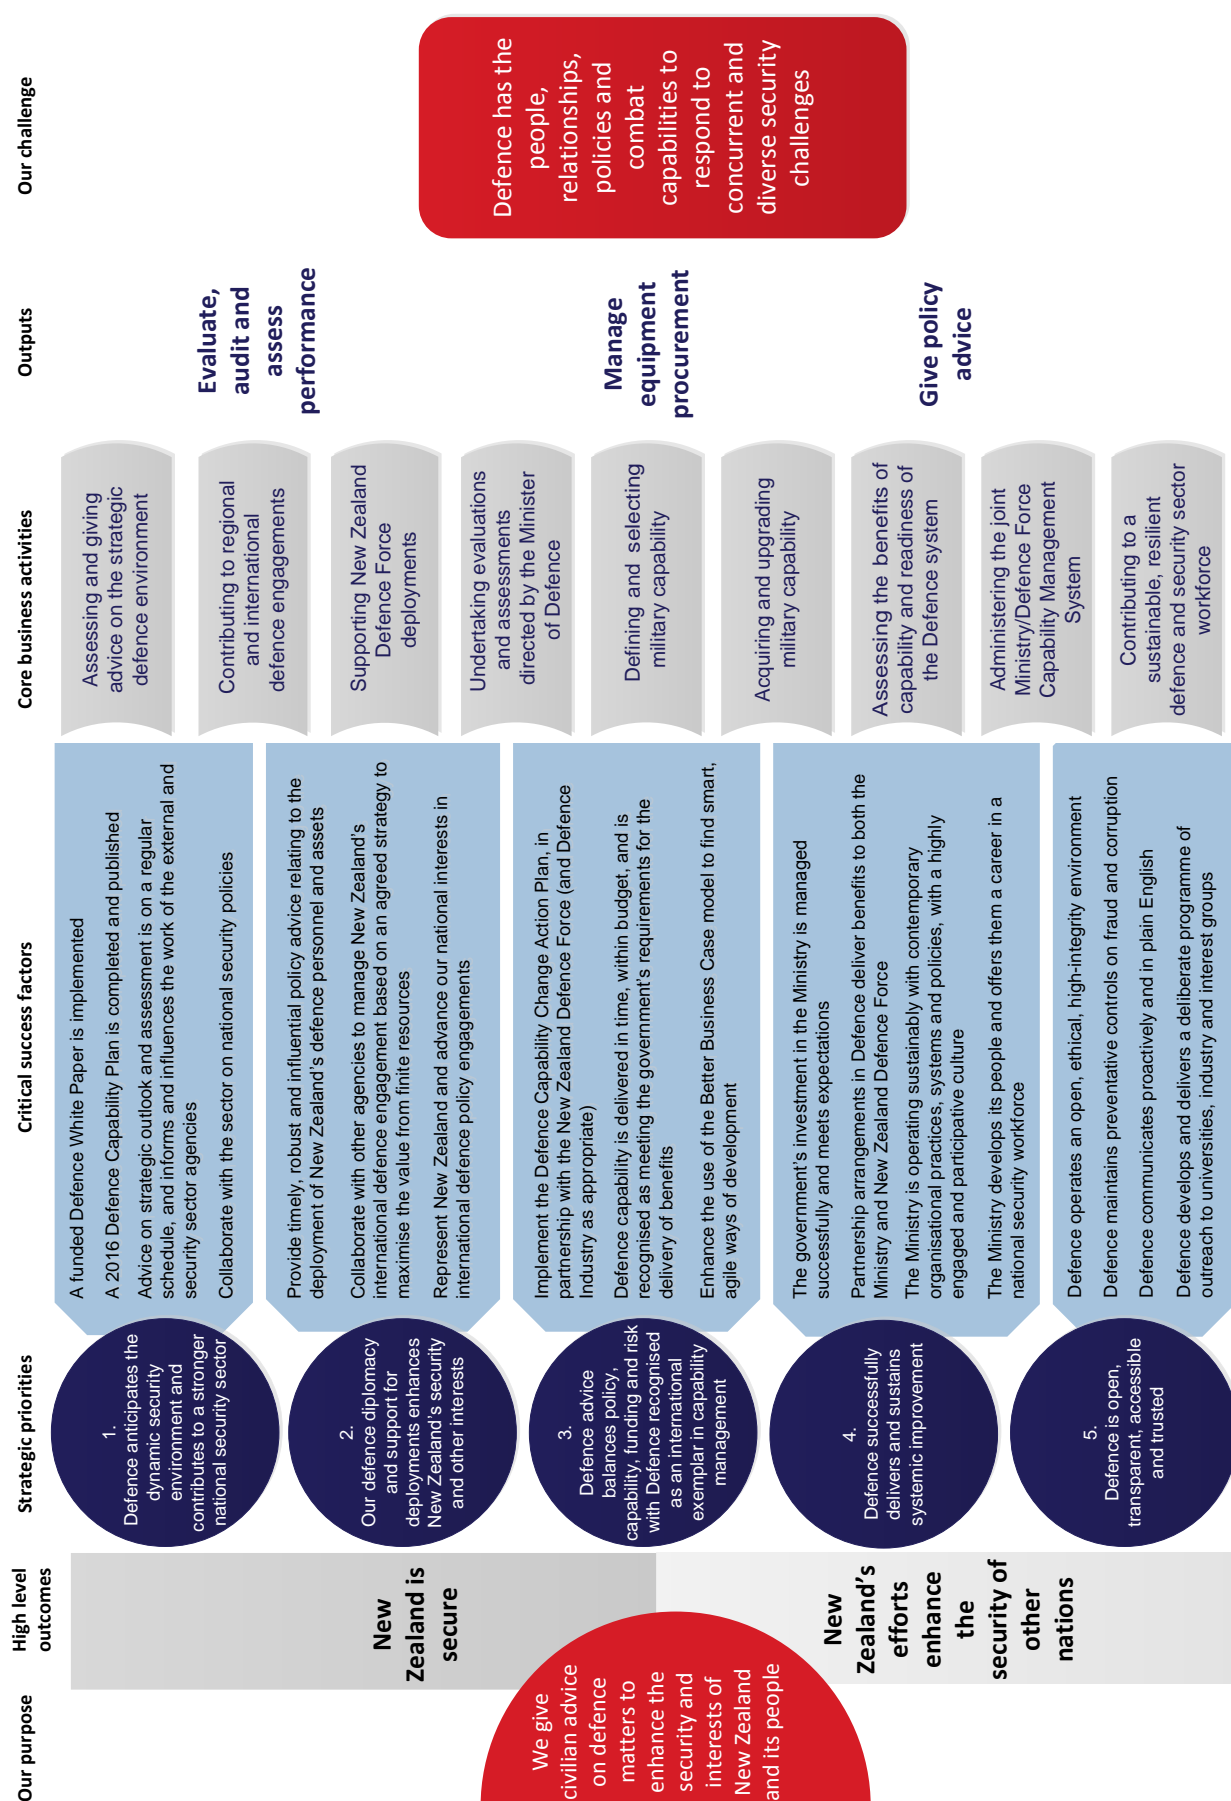 Our purpose
We give
civilian advice
on defence
matters to
enhance the
security and
interests of
New Zealand
and its people
High level
outcomes
New
Zealand is
secure
New
Zealand’s
efforts
enhance
the
security of
other
nations
Strategic priorities
1.
Defence anticipates the
dynamic security
environment and
contributes to a stronger
national security sector
2.
Our defence diplomacy
and support for
deployments enhances
New Zealand’s security
and other interests
3.
Defence advice
balances policy,
capability, funding and risk
with Defence recognised
as an international
exemplar in capability
management
4.
Defence successfully
delivers and sustains
systemic improvement
5.
Defence is open,
transparent, accessible
and trusted
Critical success factors
A funded Defence White Paper is implemented
A 2016 Defence Capability Plan is completed and published
Advice on strategic outlook and assessment is on a regular
schedule, and informs and influences the work of the external and
security sector agencies
Collaborate with the sector on national security policies
Provide timely, robust and influential policy advice relating to the
deployment of New Zealand’s defence personnel and assets
Collaborate with other agencies to manage New Zealand’s
international defence engagement based on an agreed strategy to
maximise the value from finite resources
Represent New Zealand and advance our national interests in
international defence policy engagements
Implement the Defence Capability Change Action Plan, in
partnership with the New Zealand Defence Force (and Defence
Industry as appropriate)
Defence capability is delivered in time, within budget, and is
recognised as meeting the government’s requirements for the
delivery of benefits
Enhance the use of the Better Business Case model to find smart,
agile ways of development
The government’s investment in the Ministry is managed
successfully and meets expectations
Partnership arrangements in Defence deliver benefits to both the
Ministry and New Zealand Defence Force
The Ministry is operating sustainably with contemporary
organisational practices, systems and policies, with a highly
engaged and participative culture
The Ministry develops its people and offers them a career in a
national security workforce
Defence operates an open, ethical, high-integrity environment
Defence maintains preventative controls on fraud and corruption
Defence communicates proactively and in plain English
Defence develops and delivers a deliberate programme of
outreach to universities, industry and interest groups
Core business activities
Assessing and giving
advice on the strategic
defence environment
Contributing to regional
and international
defence engagements
Supporting New Zealand
Defence Force
deployments
Undertaking evaluations
and assessments
directed by the Minister
of Defence
Defining and selecting
military capability
Acquiring and upgrading
military capability
Assessing the benefits of
capability and readiness of
the Defence system
Administering the joint
Ministry/Defence Force
Capability Management
System
Contributing to a
sustainable, resilient
defence and security sector
workforce
Outputs
Evaluate,
audit and
assess
performance
Manage
equipment
procurement
Give policy
advice
Our challenge
Defence has the
people,
relationships,
policies and
combat
capabilities to
respond to
concurrent and
diverse security
challenges